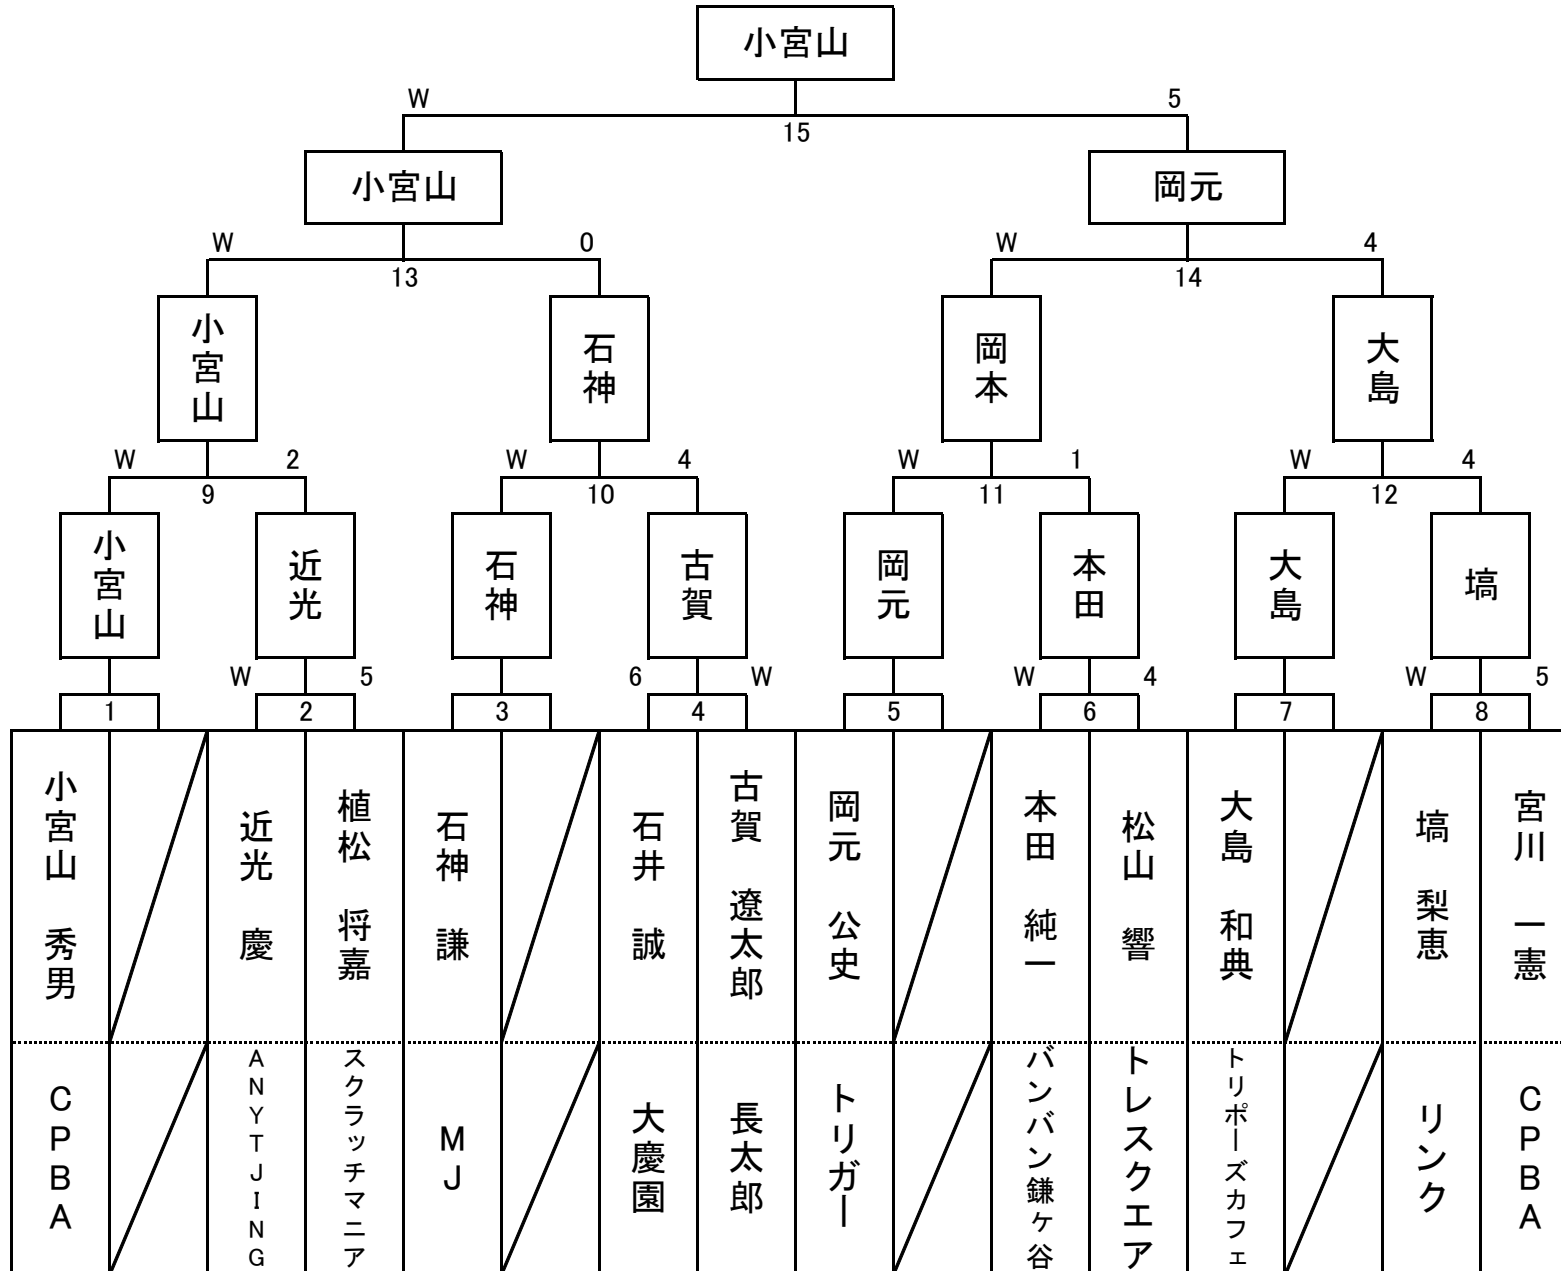 小宮山
W 5
15
小宮山 岡元
W 0 W 4
13 14
小宮山 石神 岡本 大島
W 2 W 4 W 1 W 4
9 10 11 12
小宮山 近光 石神 古賀 岡元 本田 大島 塙
W 5 6 W W 4 W 5
1 2 3 4 5 6 7 8
小宮山 秀男
近光 慶
植松 将嘉
石神 謙
石井 誠
古賀 遼太郎
岡元 公史
本田 純一
松山 響
大島 和典
塙 梨恵
宮川 一憲
CPBA
ANYTJING
スクラッチマニア
MJ
大慶園
長太郎
トリガー
バンバン鎌ケ谷
トレスクエア
トリポーズカフェ
リンク
CPBA